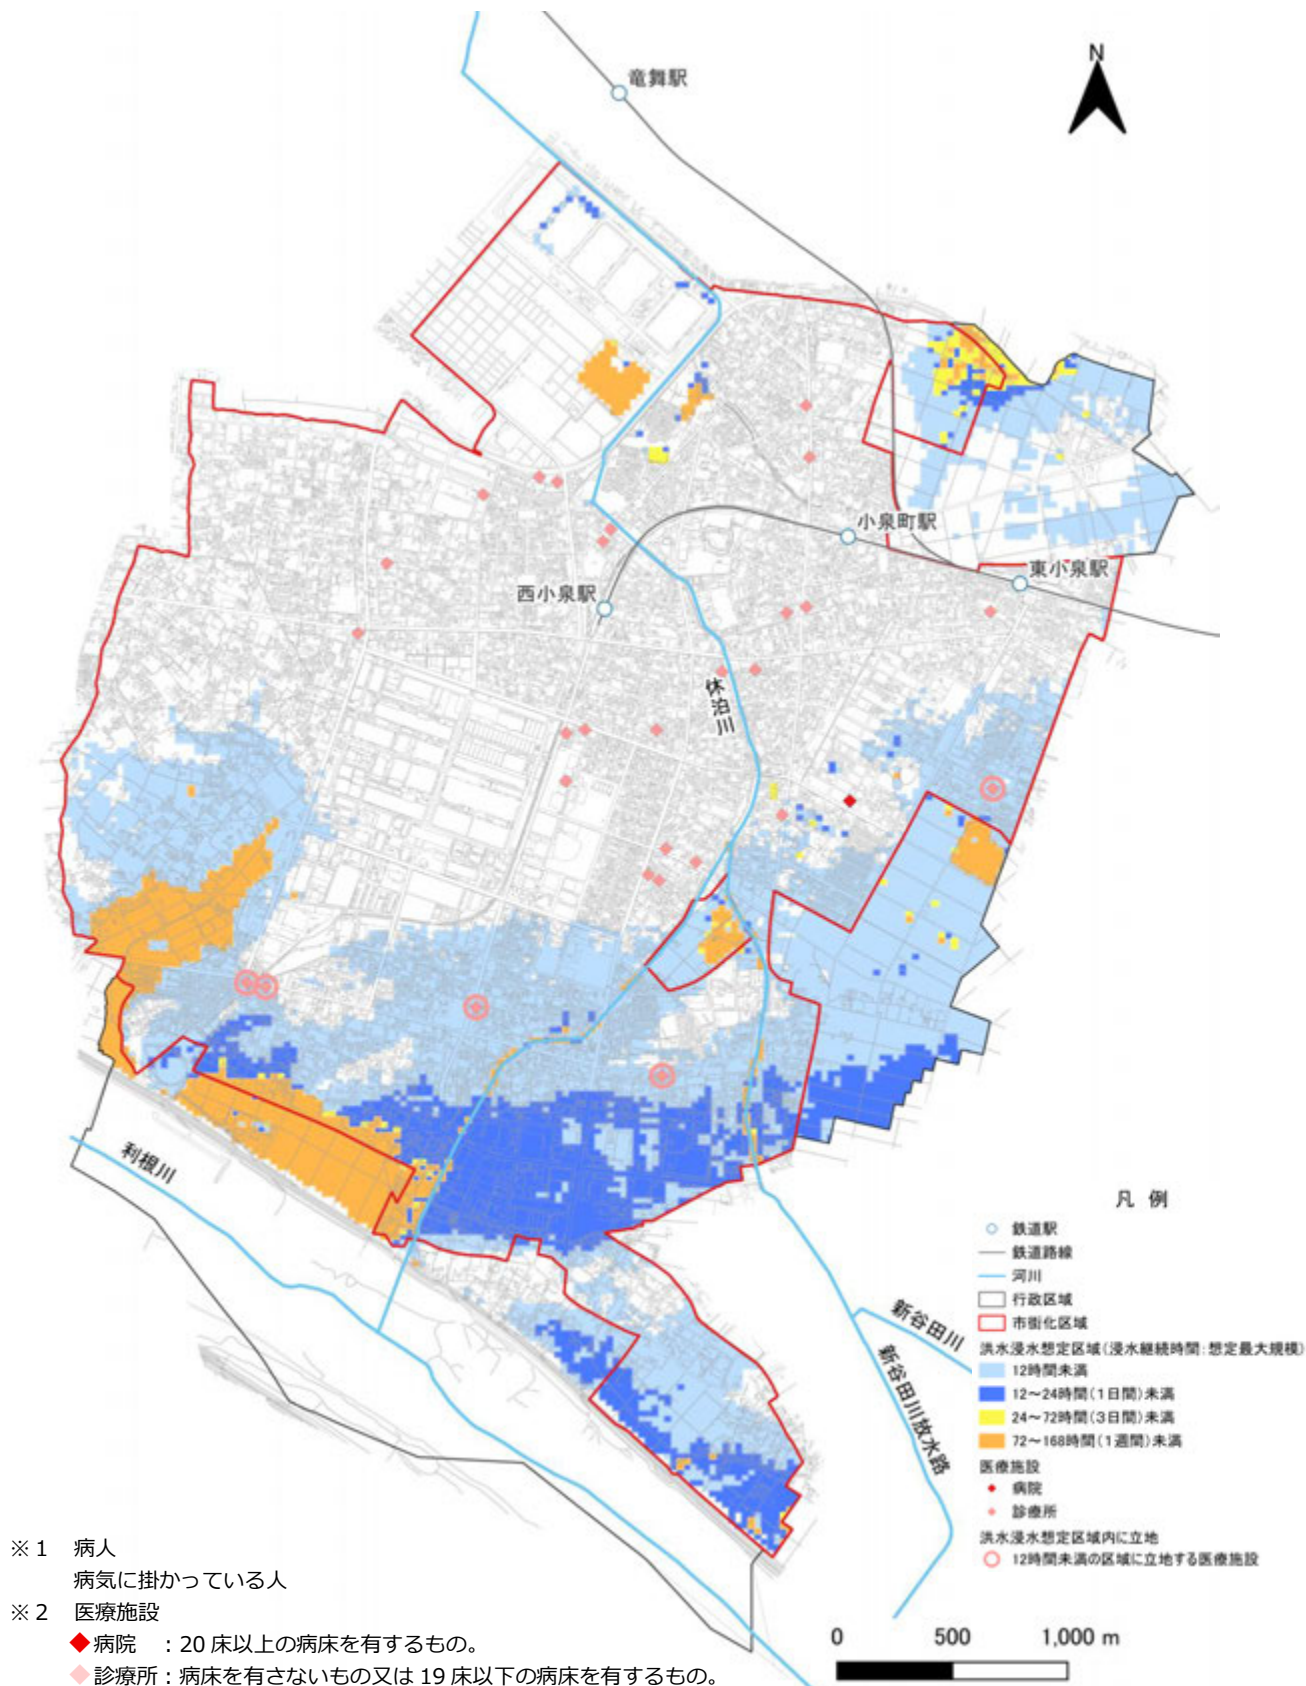 N
竜舞駅
小泉町駅
東小泉駅
西小泉駅
休泊川
利根川
新谷田川
新谷田川放水路
凡 例
鉄道駅
鉄道路線
河川
行政区域
市街化区域
洪水浸水想定区域(浸水継続時間:想定最大規模)
12時間未満
12~24時間(1日間)未満
24~72時間(3日間)未満
72~168時間(1週間)未満
医療施設
病院
診療所
洪水浸水想定区域内に立地
12時間未満の区域に立地する医療施設
0 500 1,000 m
※1 病人
病気に掛かっている人
※2 医療施設
◆病院 :20 床以上の病床を有するもの。
◆診療所:病床を有さないもの又は 19 床以下の病床を有するもの。